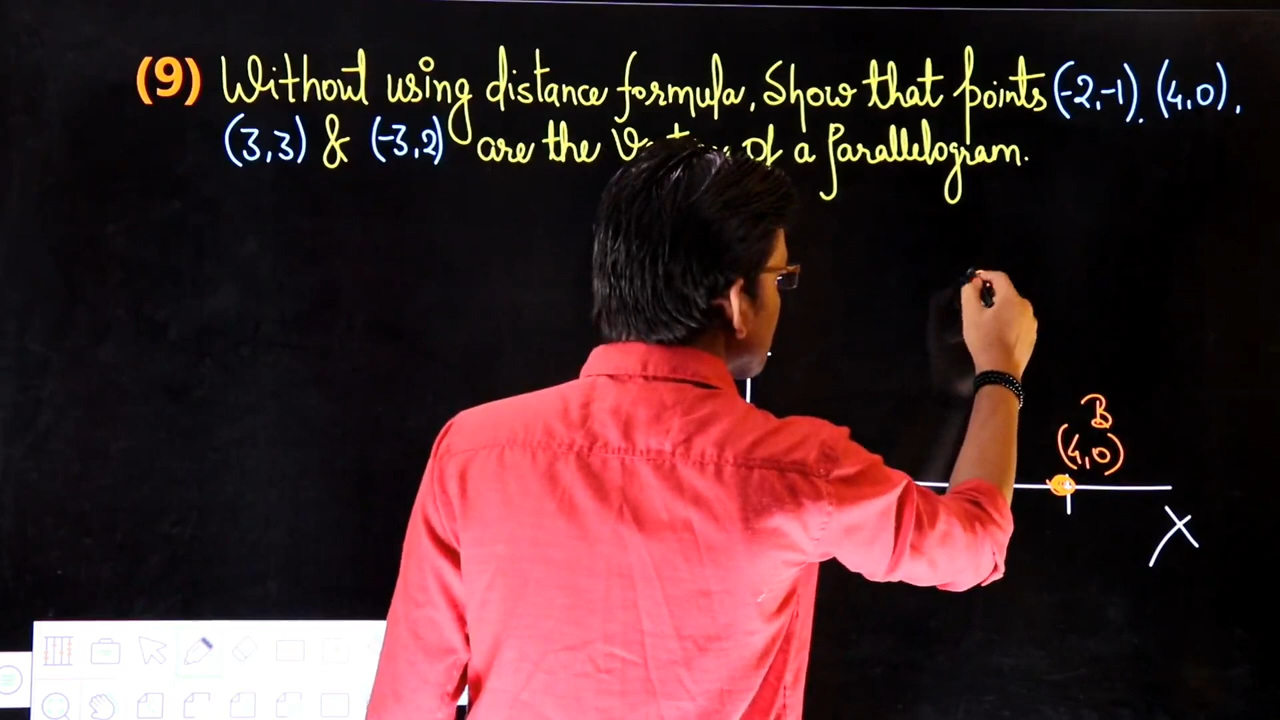 (9) Without using distance formula, Show that points (-2,-1), (4,0),
(3,3) & (-3,2) are the of a parallelogram.
B
(4,0)
X